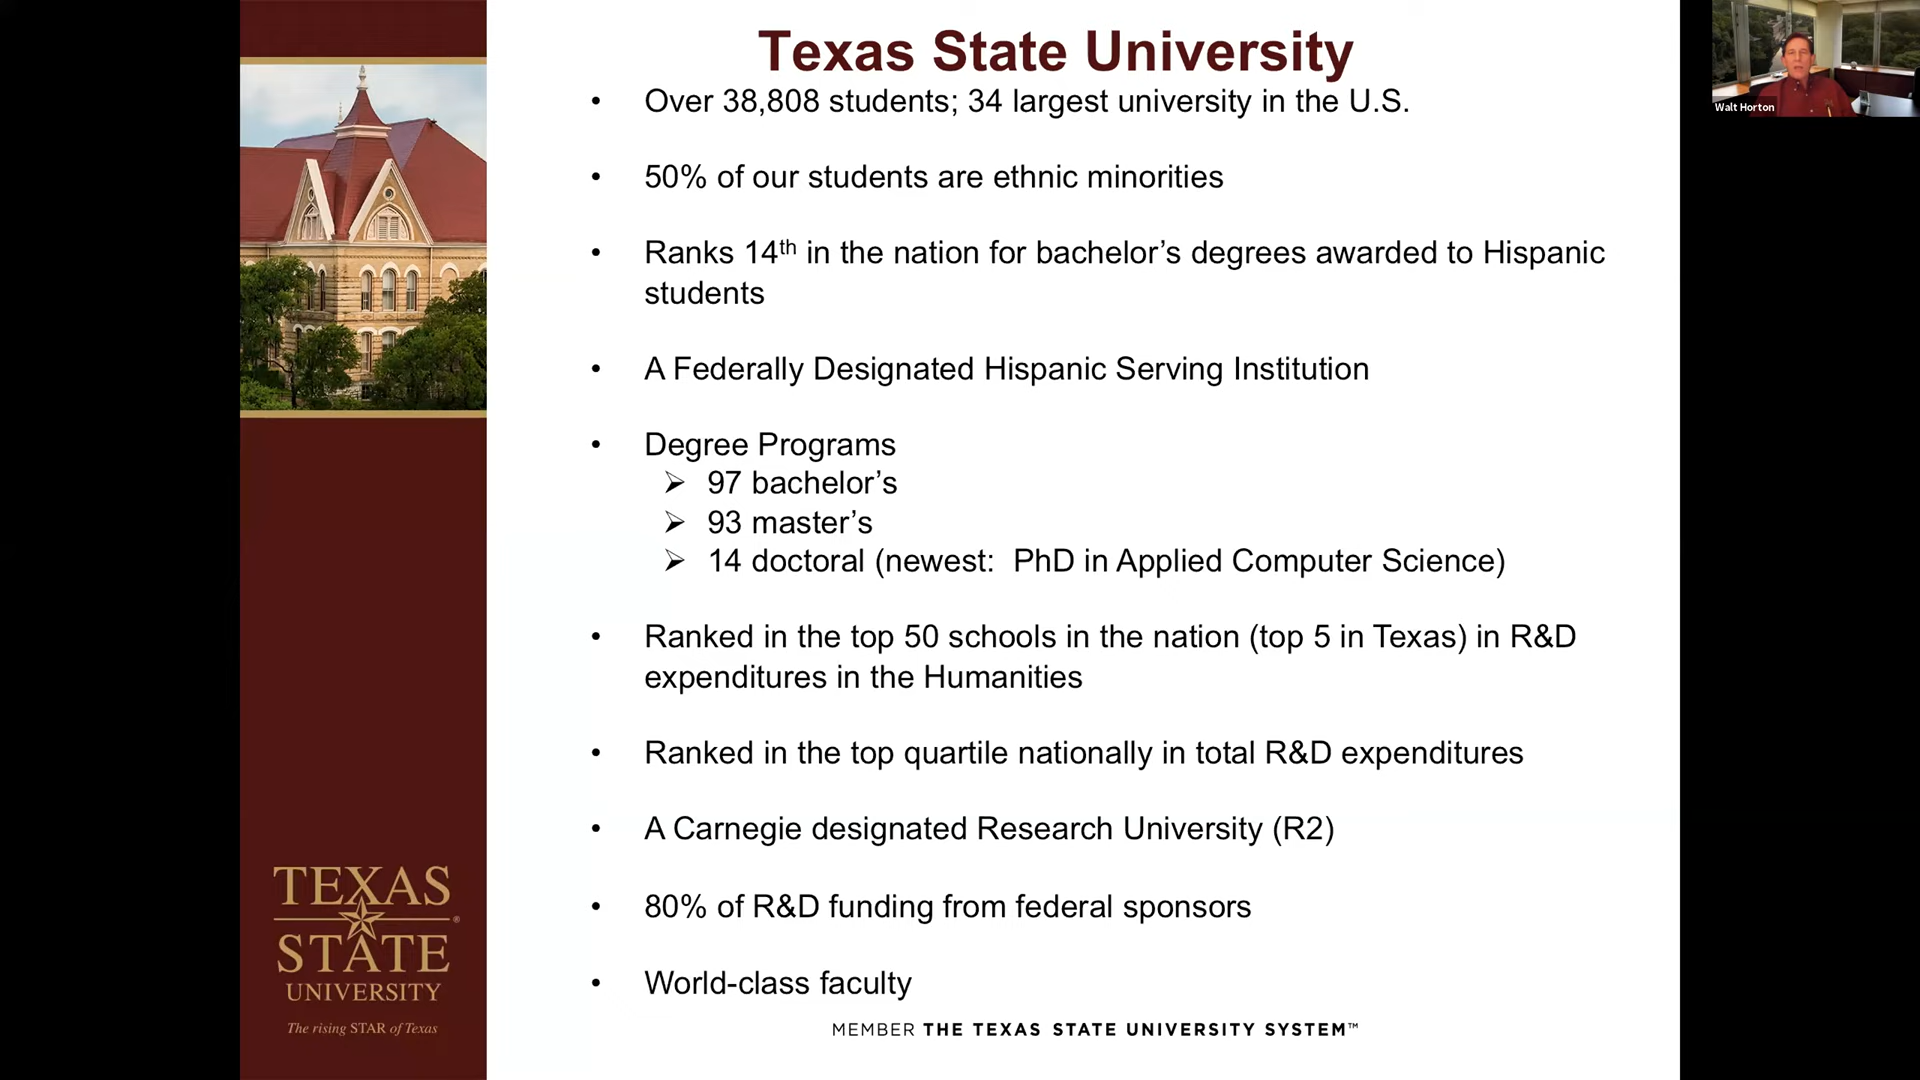 Texas State University
• Over 38,808 students; 34 largest university in the U.S.
• 50% of our students are ethnic minorities
• Ranks 14th in the nation for bachelor’s degrees awarded to Hispanic
students
• A Federally Designated Hispanic Serving Institution
• Degree Programs
➢ 97 bachelor’s
➢ 93 master’s
➢ 14 doctoral (newest:  PhD in Applied Computer Science)
• Ranked in the top 50 schools in the nation (top 5 in Texas) in R&D
expenditures in the Humanities
• Ranked in the top quartile nationally in total R&D expenditures
• A Carnegie designated Research University (R2)
• 80% of R&D funding from federal sponsors
• World-class faculty
MEMBER THE TEXAS STATE UNIVERSITY SYSTEM™
TEXAS
STATE®
UNIVERSITY
The rising STAR of Texas
Walt Horton